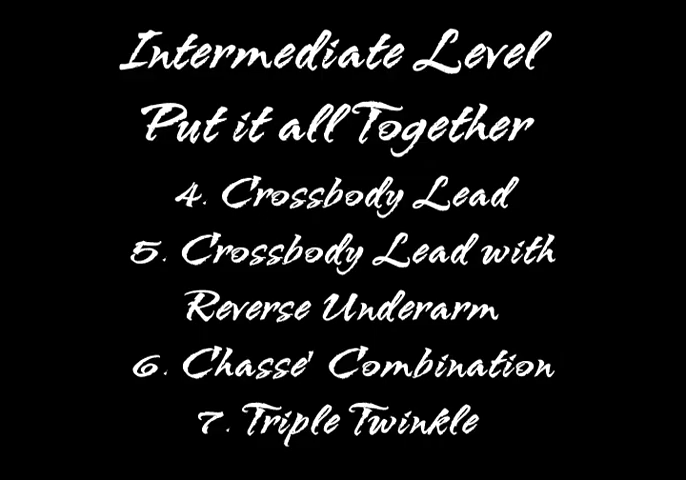 Intermediate Level
Put it all Together
4. Crossbody Lead
5. Crossbody Lead with
Reverse Underarm
6. Chasse' Combination
7. Triple Twinkle